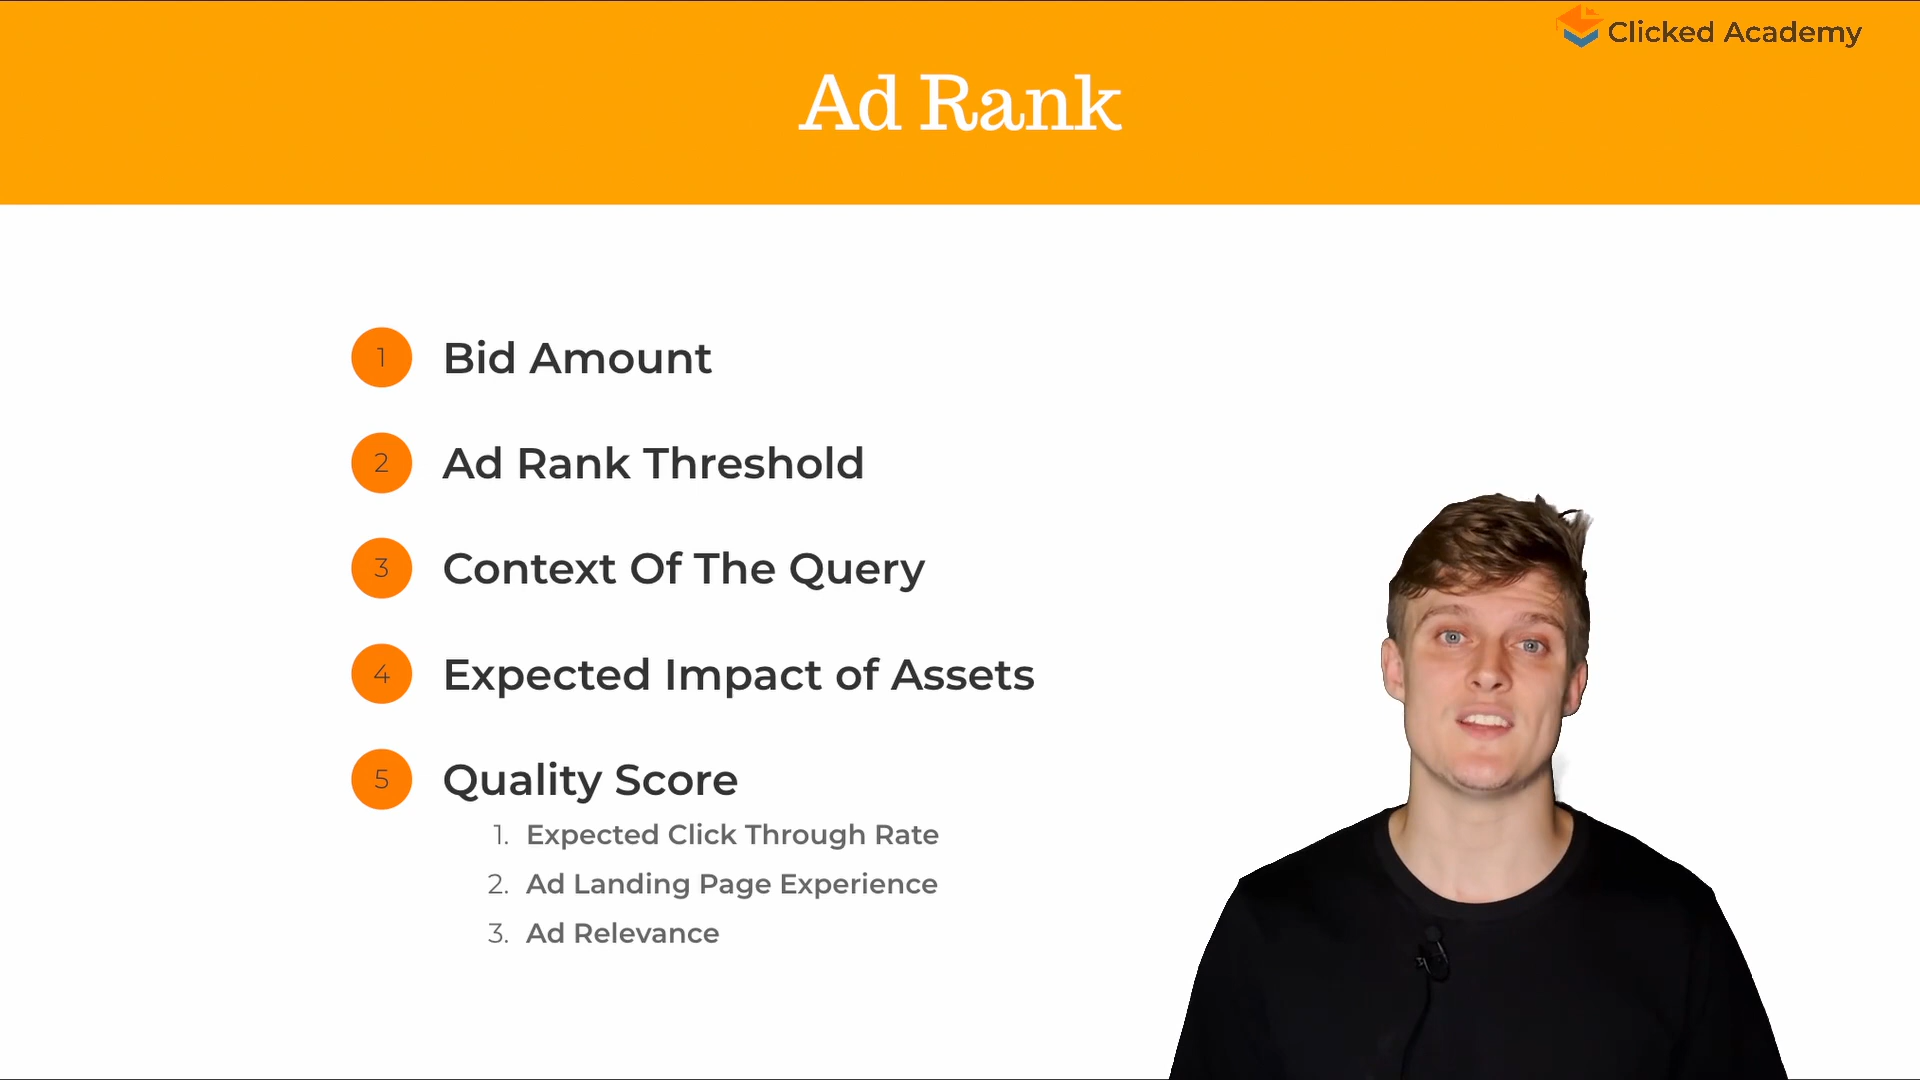 Clicked Academy
Ad Rank
1 Bid Amount
2 Ad Rank Threshold
3 Context Of The Query
4 Expected Impact of Assets
5 Quality Score
1. Expected Click Through Rate
2. Ad Landing Page Experience
3. Ad Relevance